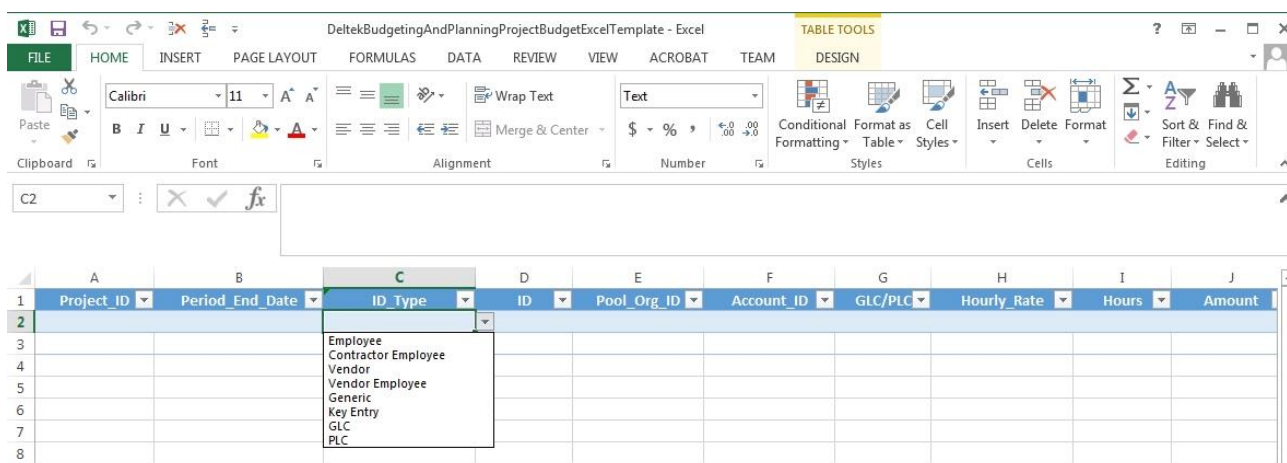 DeltekBudgetingAndPlanningProjectBudgetExcelTemplate - Excel
TABLE TOOLS
?
FILE HOME INSERT PAGE LAYOUT FORMULAS DATA REVIEW VIEW ACROBAT TEAM DESIGN
Calibri 11 A A Wrap Text Text Σ A Z
Paste B I U A Merge & Center $ % , .0 .00 .00 .0 Conditional Format as Cell Insert Delete Format Sort & Find &
Formatting Table Styles Filter Select
Clipboard Font Alignment Number Styles Cells Editing
C2 fx
A B C D E F G H I J
1 Project_ID Period_End_Date ID_Type ID Pool_Org_ID Account_ID GLC/PLC Hourly_Rate Hours Amount
2
3 Employee
Contractor Employee
4 Vendor
5 Vendor Employee
Generic
6 Key Entry
7 GLC
PLC
8